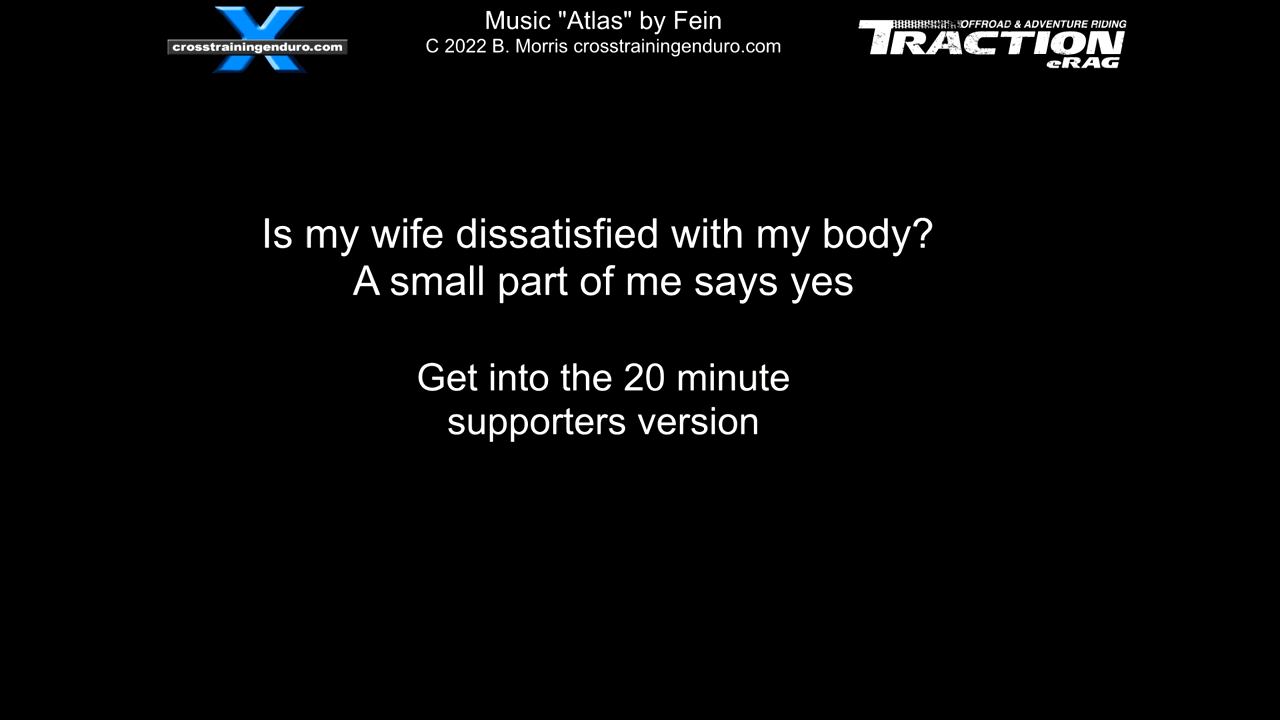 crosstrainingenduro.com
Music "Atlas" by Fein
C 2022 B. Morris crosstrainingenduro.com
OFFROAD & ADVENTURE RIDING
TRACTION
eRAG
Is my wife dissatisfied with my body?
A small part of me says yes
Get into the 20 minute
supporters version